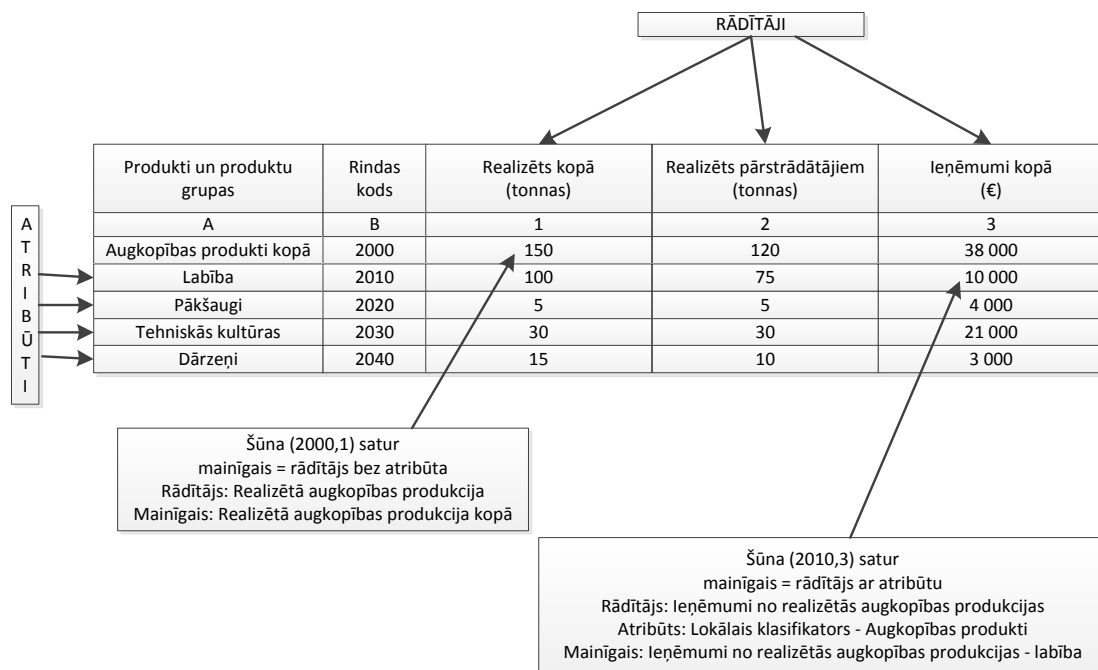 RĀDĪTĀJI
ATRIBŪTI
Produkti un produktu grupas | Rindas kods | Realizēts kopā (tonnas) | Realizēts pārstrādātājiem (tonnas) | Ieņēmumi kopā (€)
A | B | 1 | 2 | 3
Augkopības produkti kopā | 2000 | 150 | 120 | 38 000
Labība | 2010 | 100 | 75 | 10 000
Pākšaugi | 2020 | 5 | 5 | 4 000
Tehniskās kultūras | 2030 | 30 | 30 | 21 000
Dārzeņi | 2040 | 15 | 10 | 3 000
Šūna (2000,1) satur
mainīgais = rādītājs bez atribūta
Rādītājs: Realizētā augkopības produkcija
Mainīgais: Realizētā augkopības produkcija kopā
Šūna (2010,3) satur
mainīgais = rādītājs ar atribūtu
Rādītājs: Ieņēmumi no realizētās augkopības produkcijas
Atribūts: Lokālais klasifikators - Augkopības produkti
Mainīgais: Ieņēmumi no realizētās augkopības produkcijas - labība